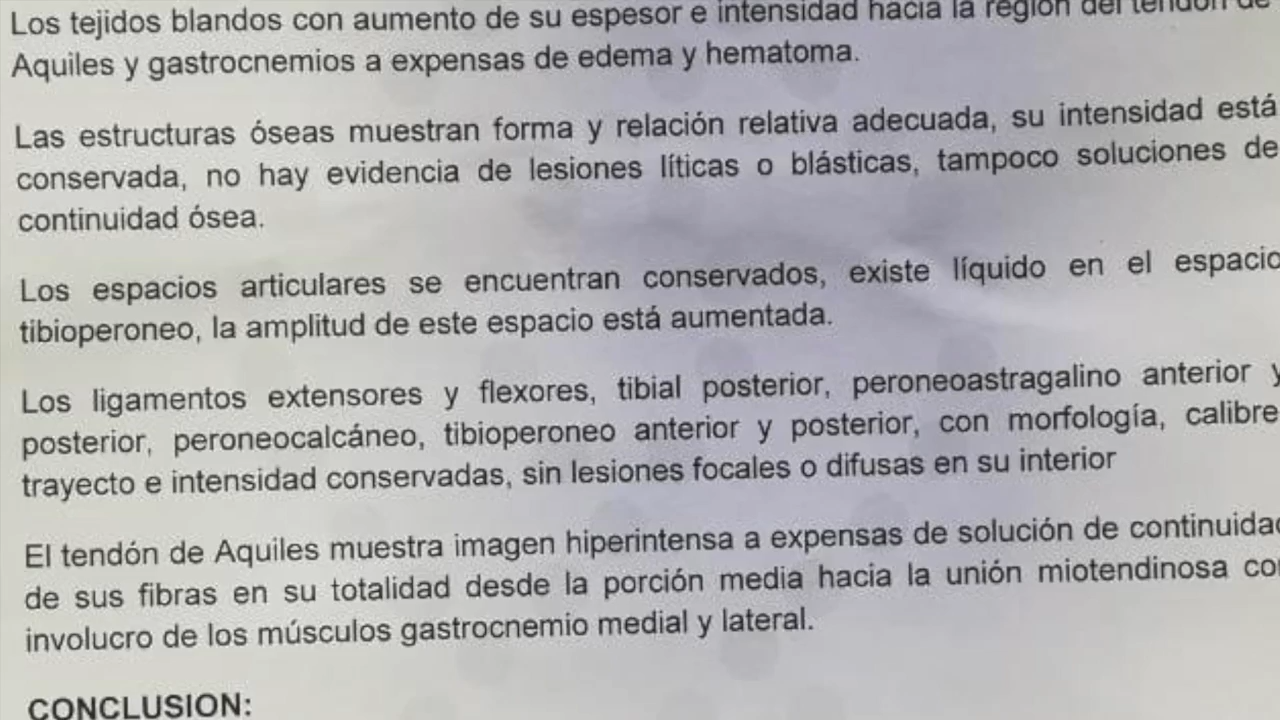 Los tejidos blandos con aumento de su espesor e intensidad hacia la región del tendón de
Aquiles y gastrocnemios a expensas de edema y hematoma.
Las estructuras óseas muestran forma y relación relativa adecuada, su intensidad está
conservada, no hay evidencia de lesiones líticas o blásticas, tampoco soluciones de
continuidad ósea.
Los espacios articulares se encuentran conservados, existe líquido en el espacio
tibioperoneo, la amplitud de este espacio está aumentada.
Los ligamentos extensores y flexores, tibial posterior, peroneoastragalino anterior y
posterior, peroneocalcáneo, tibioperoneo anterior y posterior, con morfología, calibre,
trayecto e intensidad conservadas, sin lesiones focales o difusas en su interior
El tendón de Aquiles muestra imagen hiperintensa a expensas de solución de continuidad
de sus fibras en su totalidad desde la porción media hacia la unión miotendinosa co
involucro de los músculos gastrocnemio medial y lateral.
CONCLUSION: